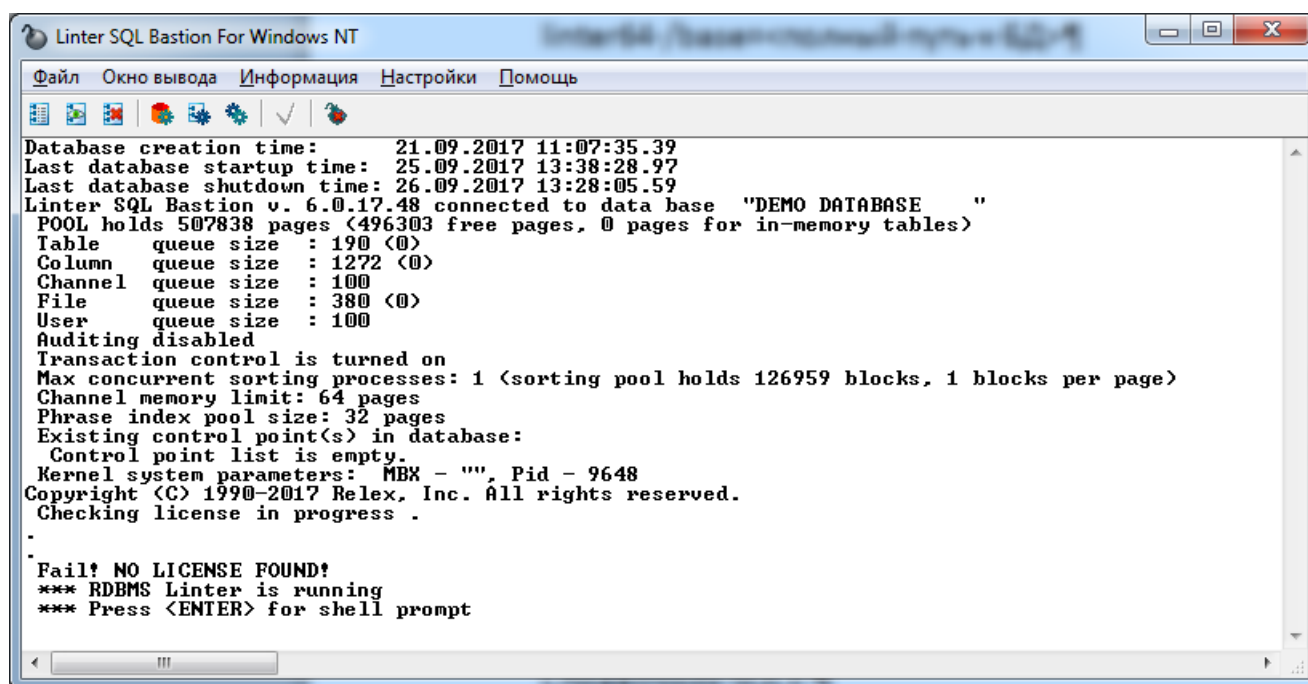 Linter SQL Bastion For Windows NT
Файл Окно вывода Информация Настройки Помощь
Database creation time: 21.09.2017 11:07:35.39
Last database startup time: 25.09.2017 13:38:28.97
Last database shutdown time: 26.09.2017 13:28:05.59
Linter SQL Bastion v. 6.0.17.48 connected to data base "DEMO DATABASE "
POOL holds 507838 pages (496303 free pages, 0 pages for in-memory tables)
Table queue size : 190 (0)
Column queue size : 1272 (0)
Channel queue size : 100
File queue size : 380 (0)
User queue size : 100
Auditing disabled
Transaction control is turned on
Max concurrent sorting processes: 1 (sorting pool holds 126959 blocks, 1 blocks per page)
Channel memory limit: 64 pages
Phrase index pool size: 32 pages
Existing control point(s) in database:
Control point list is empty.
Kernel system parameters: MBX - "", Pid - 9648
Copyright (C) 1990-2017 Relex, Inc. All rights reserved.
Checking license in progress .
.
.
Fail! NO LICENSE FOUND!
*** RDBMS Linter is running
*** Press <ENTER> for shell prompt